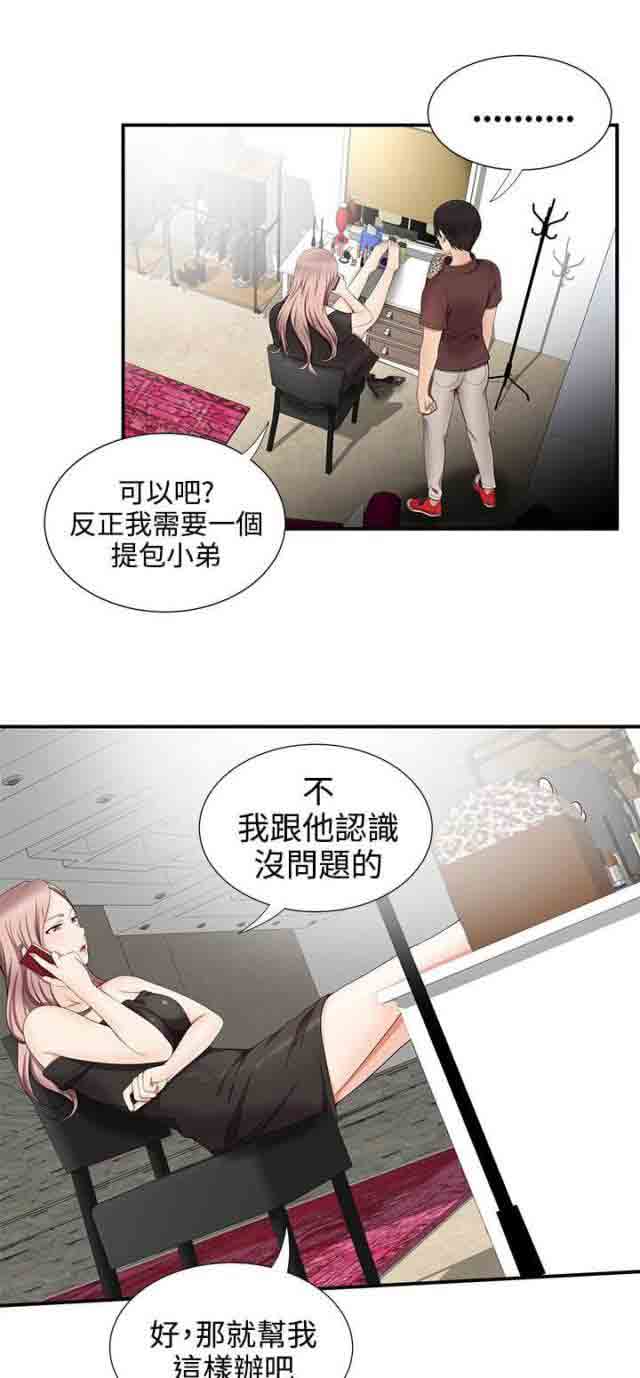 ..........
可以吧?
反正我需要一個
提包小弟
不
我跟他認識
沒問題的
好,那就幫我
這樣辦吧